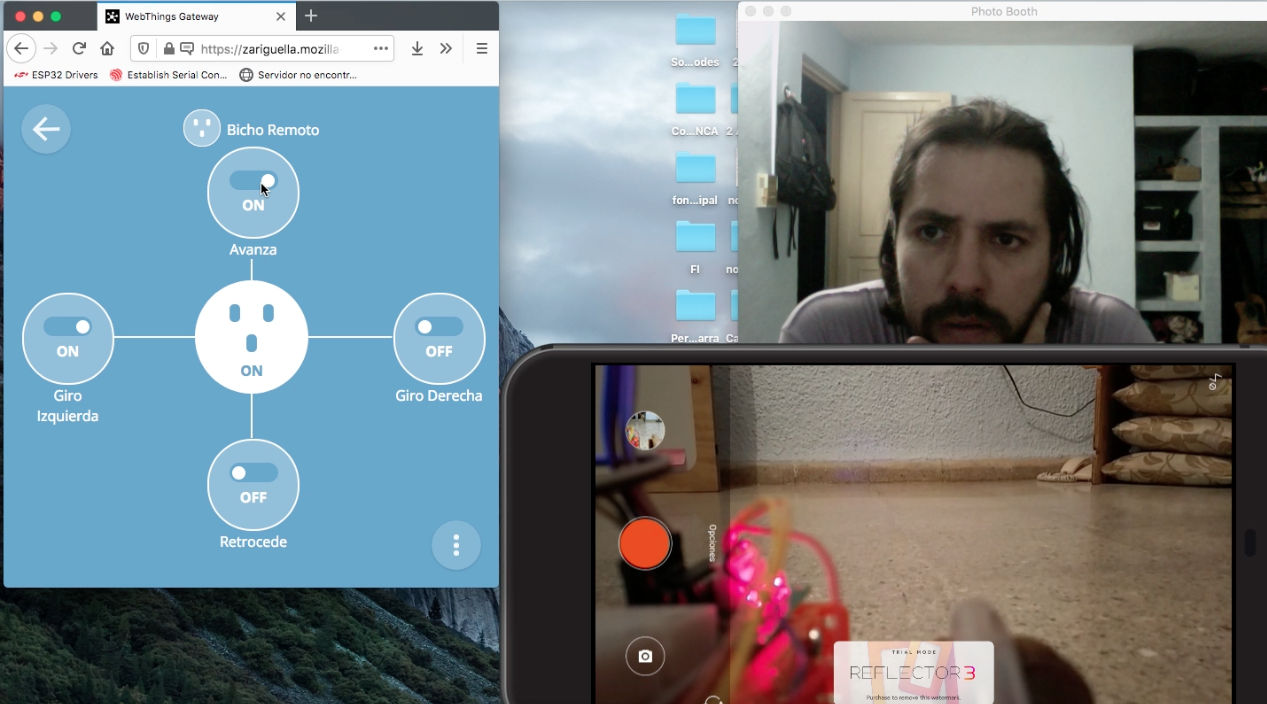 WebThings Gateway
https://zariguella.mozilla
ESP32 Drivers
Establish Serial Con...
Servidor no encontr...
Bicho Remoto
ON
Avanza
ON
Giro
Izquierda
ON
OFF
Giro Derecha
OFF
Retrocede
So...odes
Co...NCA
2
fon...ipal
FI
Per...arra
Photo Booth
Opciones
TRIAL MODE
REFLECTOR 3
Purchase to remove this watermark.